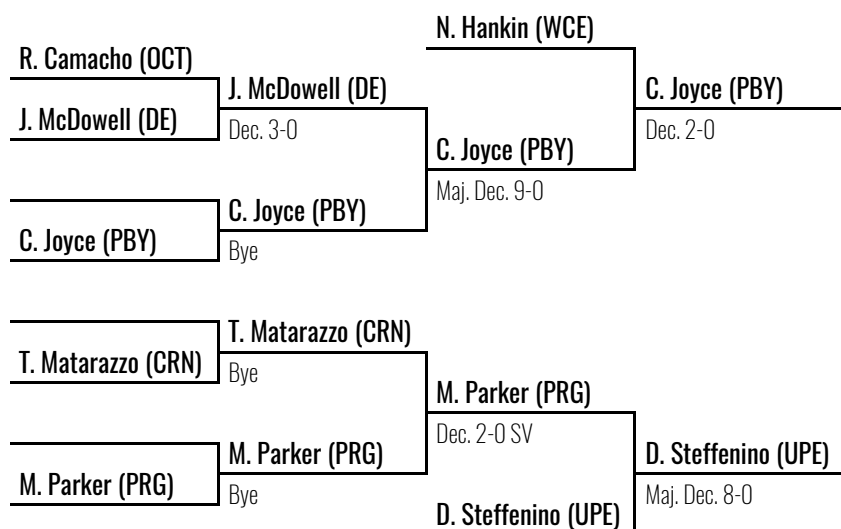 N. Hankin (WCE)
R. Camacho (OCT)
J. McDowell (DE)
C. Joyce (PBY)
J. McDowell (DE)
Dec. 3-0
Dec. 2-0
C. Joyce (PBY)
Maj. Dec. 9-0
C. Joyce (PBY)
C. Joyce (PBY)
Bye
T. Matarazzo (CRN)
T. Matarazzo (CRN)
Bye
M. Parker (PRG)
Dec. 2-0 SV
M. Parker (PRG)
D. Steffenino (UPE)
M. Parker (PRG)
Bye
Maj. Dec. 8-0
D. Steffenino (UPE)